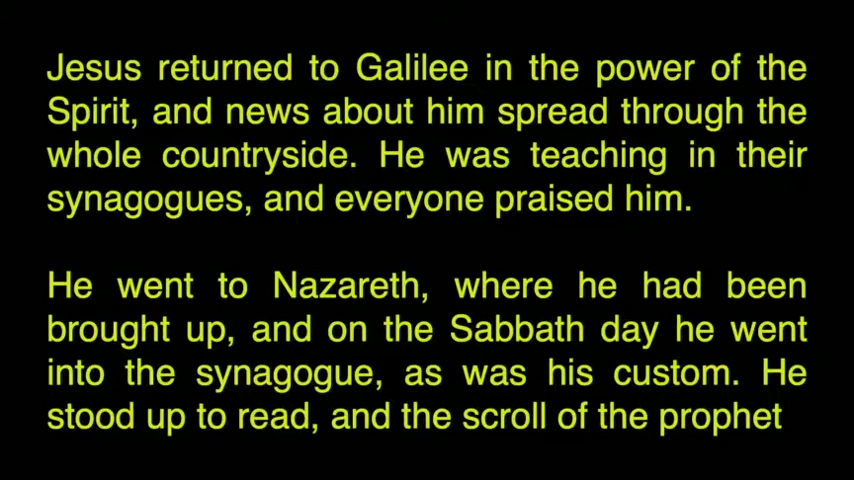 Jesus returned to Galilee in the power of the
Spirit, and news about him spread through the
whole countryside. He was teaching in their
synagogues, and everyone praised him.
He went to Nazareth, where he had been
brought up, and on the Sabbath day he went
into the synagogue, as was his custom. He
stood up to read, and the scroll of the prophet